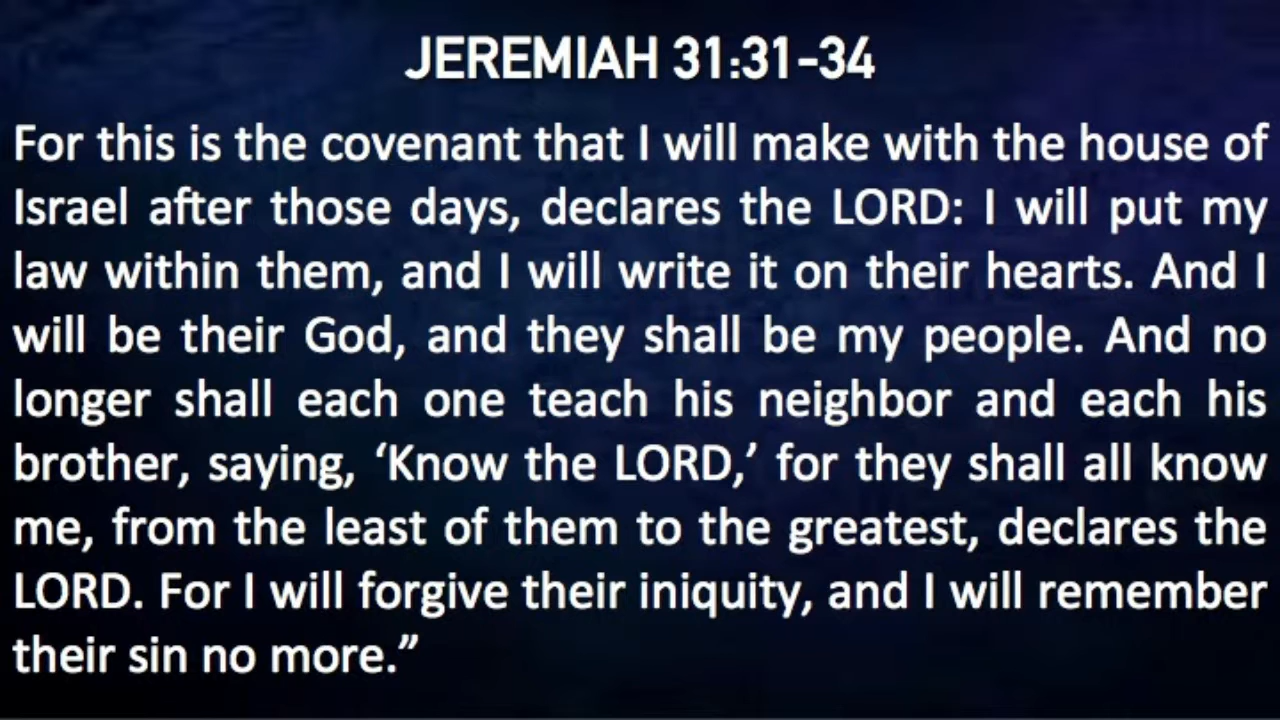 JEREMIAH 31:31-34
For this is the covenant that I will make with the house of
Israel after those days, declares the LORD: I will put my
law within them, and I will write it on their hearts. And I
will be their God, and they shall be my people. And no
longer shall each one teach his neighbor and each his
brother, saying, ‘Know the LORD,’ for they shall all know
me, from the least of them to the greatest, declares the
LORD. For I will forgive their iniquity, and I will remember
their sin no more.”